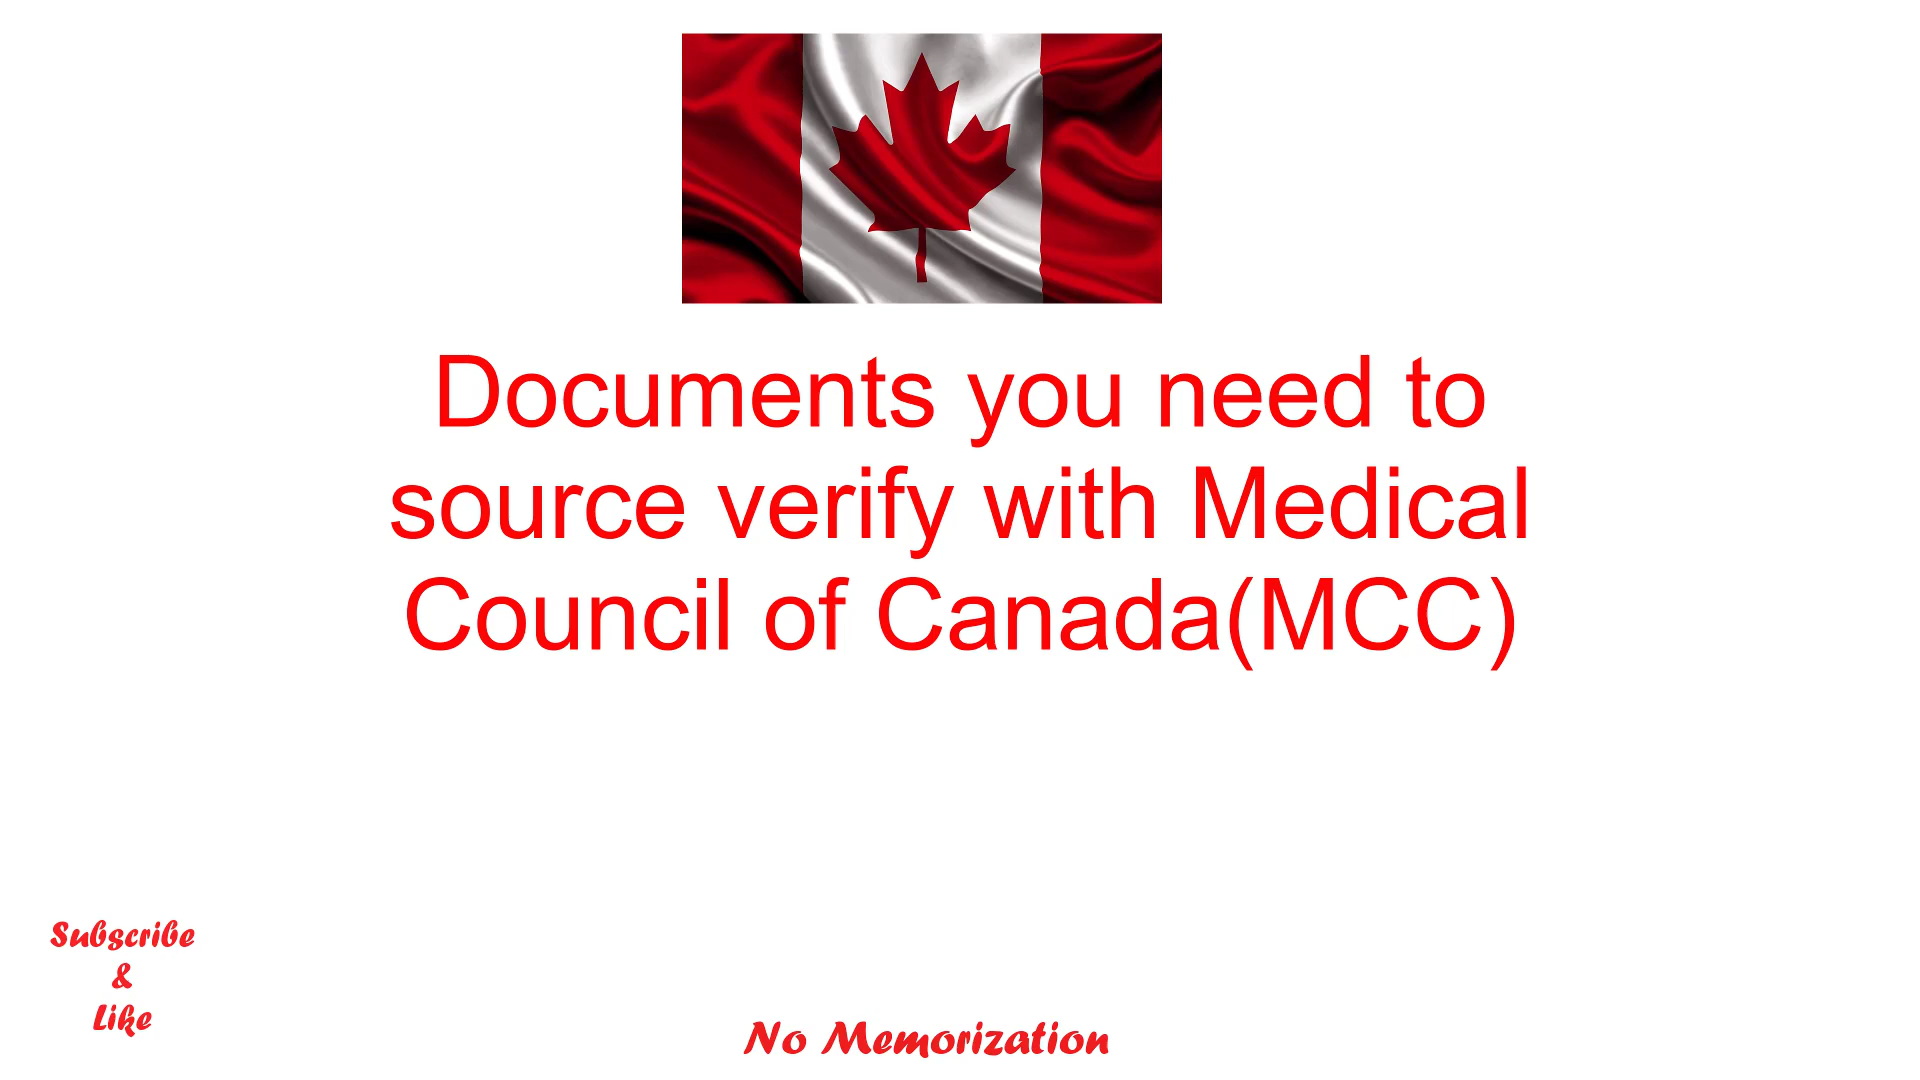 Documents you need to
source verify with Medical
Council of Canada(MCC)
Subscribe
&
Like
No Memorization